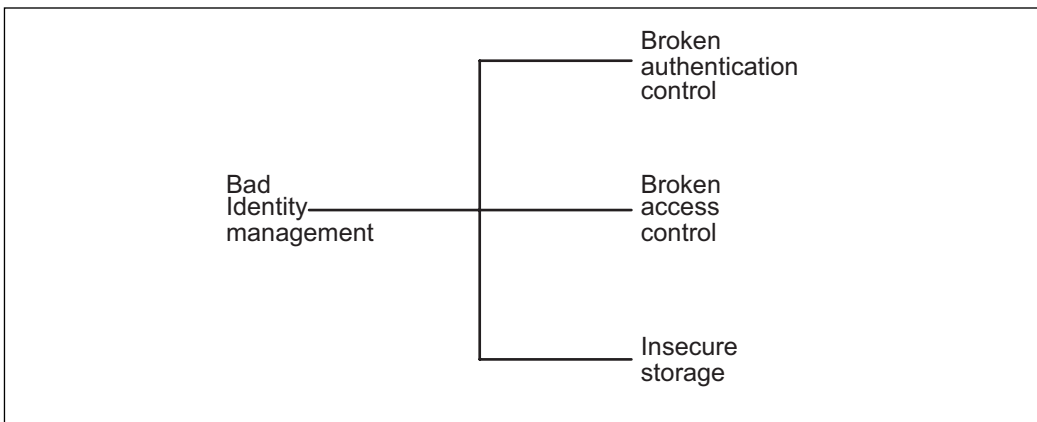 Broken
authentication
control
Bad
Identity
management
Broken
access
control
Insecure
storage